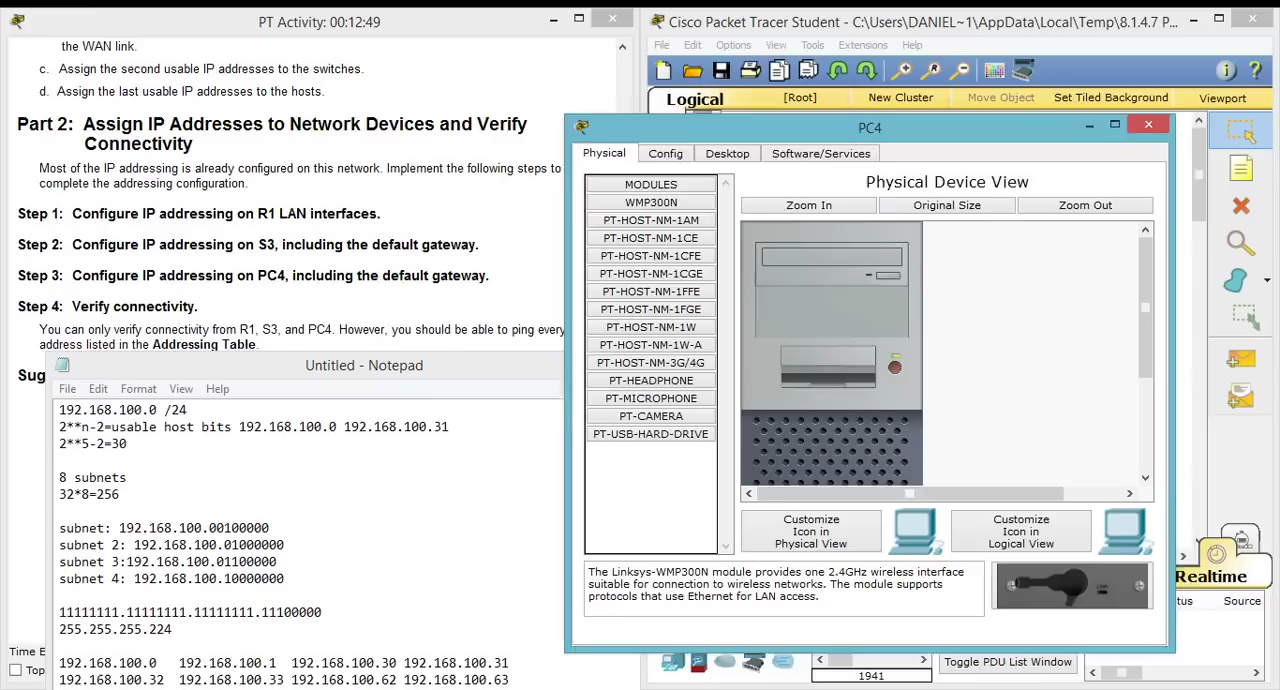 PT Activity: 00:12:49
the WAN link.
c. Assign the second usable IP addresses to the switches.
d. Assign the last usable IP addresses to the hosts.
Part 2: Assign IP Addresses to Network Devices and Verify
Connectivity
Most of the IP addressing is already configured on this network. Implement the following steps to
complete the addressing configuration.
Step 1: Configure IP addressing on R1 LAN interfaces.
Step 2: Configure IP addressing on S3, including the default gateway.
Step 3: Configure IP addressing on PC4, including the default gateway.
Step 4: Verify connectivity.
You can only verify connectivity from R1, S3, and PC4. However, you should be able to ping every
address listed in the Addressing Table.
Sug
Time E
Top
Untitled - Notepad
File Edit Format View Help
192.168.100.0 /24
2**n-2=usable host bits 192.168.100.0 192.168.100.31
2**5-2=30
8 subnets
32*8=256
subnet: 192.168.100.00100000
subnet 2: 192.168.100.01000000
subnet 3:192.168.100.01100000
subnet 4: 192.168.100.10000000
11111111.11111111.11111111.11100000
255.255.255.224
192.168.100.0 192.168.100.1 192.168.100.30 192.168.100.31
192.168.100.32 192.168.100.33 192.168.100.62 192.168.100.63
Cisco Packet Tracer Student - C:\Users\DANIEL~1\AppData\Local\Temp\8.1.4.7 P...
File Edit Options View Tools Extensions Help
Logical [Root] New Cluster Move Object Set Tiled Background Viewport
PC4
Physical Config Desktop Software/Services
MODULES
WMP300N
PT-HOST-NM-1AM
PT-HOST-NM-1CE
PT-HOST-NM-1CFE
PT-HOST-NM-1CGE
PT-HOST-NM-1FFE
PT-HOST-NM-1FGE
PT-HOST-NM-1W
PT-HOST-NM-1W-A
PT-HOST-NM-3G/4G
PT-HEADPHONE
PT-MICROPHONE
PT-CAMERA
PT-USB-HARD-DRIVE
Physical Device View
Zoom In Original Size Zoom Out
Customize
Icon in
Physical View
Customize
Icon in
Logical View
The Linksys-WMP300N module provides one 2.4GHz wireless interface
suitable for connection to wireless networks. The module supports
protocols that use Ethernet for LAN access.
Realtime
tus Source
Toggle PDU List Window
1941